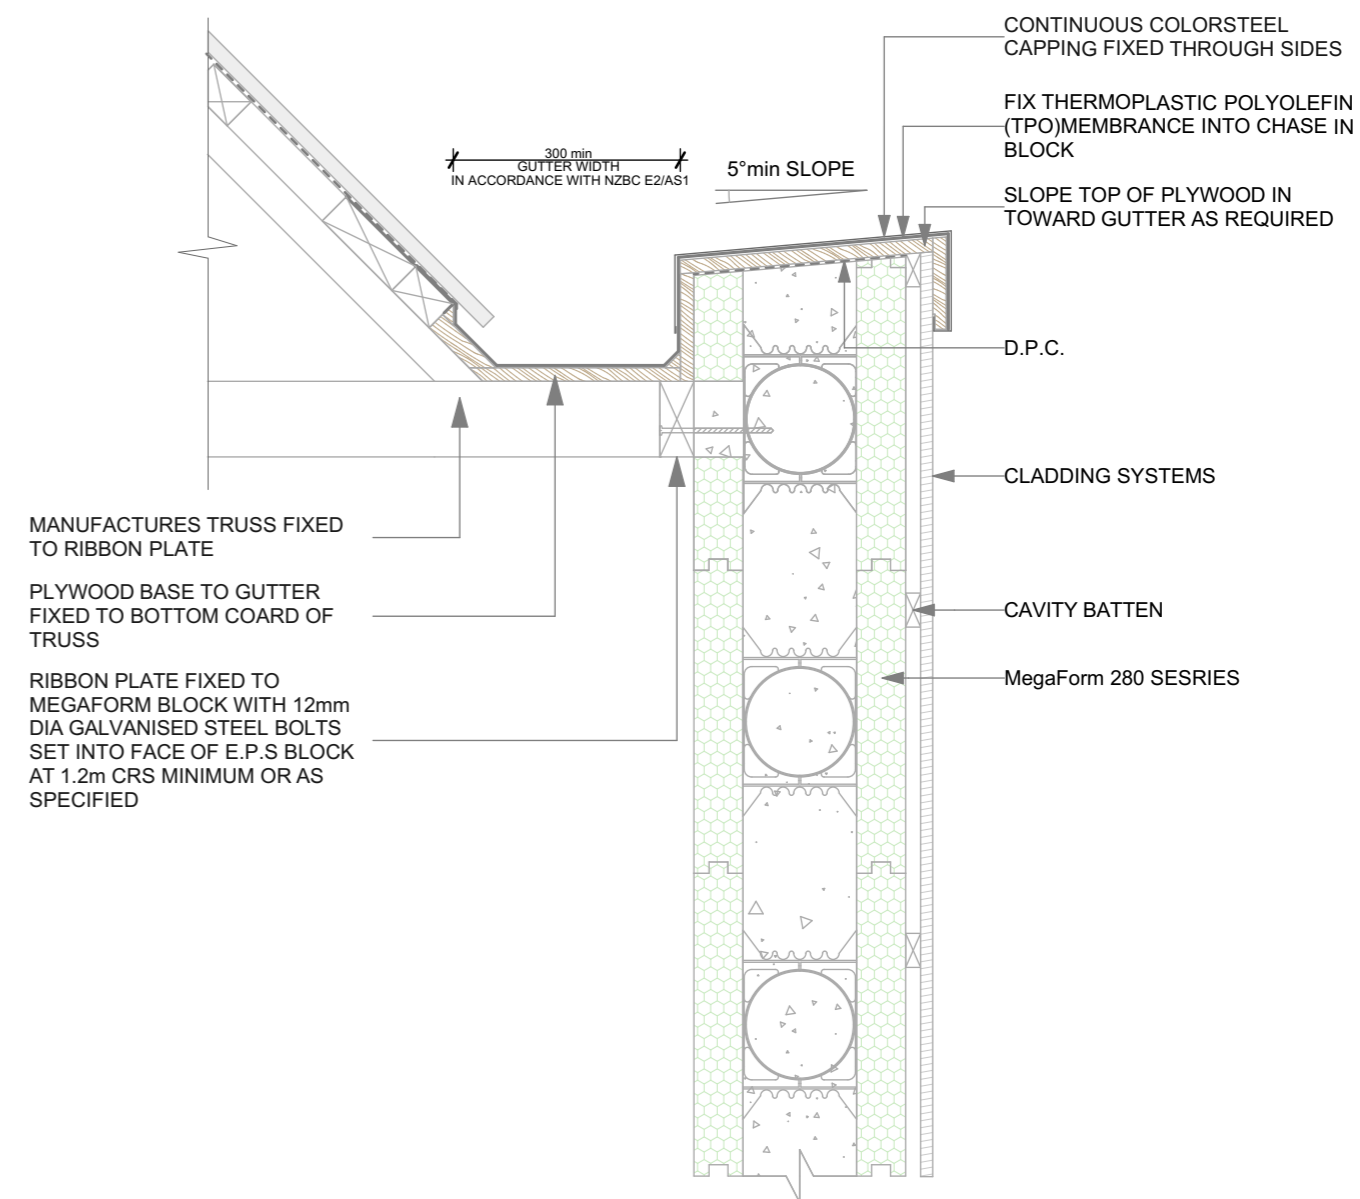 CONTINUOUS COLORSTEEL
CAPPING FIXED THROUGH SIDES
FIX THERMOPLASTIC POLYOLEFIN
(TPO)MEMBRANCE INTO CHASE IN
BLOCK
300 min
GUTTER WIDTH
IN ACCORDANCE WITH NZBC E2/AS1
5°min SLOPE
SLOPE TOP OF PLYWOOD IN
TOWARD GUTTER AS REQUIRED
D.P.C.
CLADDING SYSTEMS
MANUFACTURES TRUSS FIXED
TO RIBBON PLATE
PLYWOOD BASE TO GUTTER
FIXED TO BOTTOM COARD OF
TRUSS
CAVITY BATTEN
MegaForm 280 SESRIES
RIBBON PLATE FIXED TO
MEGAFORM BLOCK WITH 12mm
DIA GALVANISED STEEL BOLTS
SET INTO FACE OF E.P.S BLOCK
AT 1.2m CRS MINIMUM OR AS
SPECIFIED